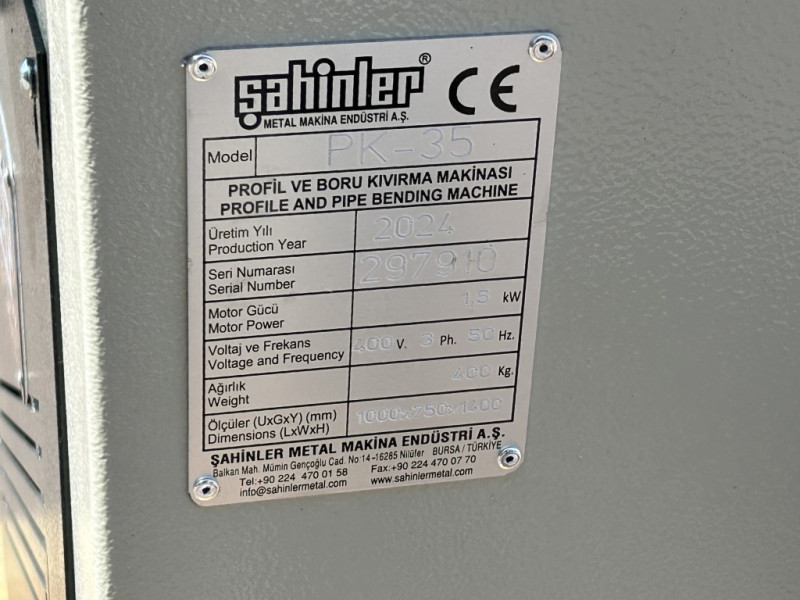 şahinler®
CE
METAL MAKİNA ENDÜSTRİ A.Ş.
Model PK-35
PROFİL VE BORU KIVIRMA MAKİNASI
PROFILE AND PIPE BENDING MACHINE
Üretim Yılı
Production Year 2024
Seri Numarası
Serial Number 297910
Motor Gücü
Motor Power 1,5 kW
Voltaj ve Frekans
Voltage and Frequency 400 V. 3 Ph. 50 Hz.
Ağırlık
Weight 400 Kg.
Ölçüler (UxGxY) (mm)
Dimensions (LxWxH) 1000x750x1400
ŞAHİNLER METAL MAKİNA ENDÜSTRİ A.Ş.
Balkan Mah. Mümin Gençoğlu Cad. No:14-16285 Nilüfer BURSA / TÜRKİYE
Tel:+90 224 470 01 58 Fax:+90 224 470 07 70
info@sahinlermetal.com www.sahinlermetal.com